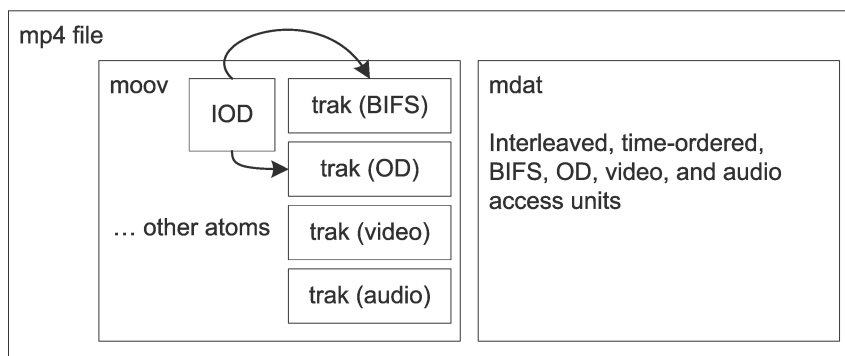 mp4 file
moov
IOD
trak (BIFS)
trak (OD)
… other atoms
trak (video)
trak (audio)
mdat
Interleaved, time-ordered,
BIFS, OD, video, and audio
access units